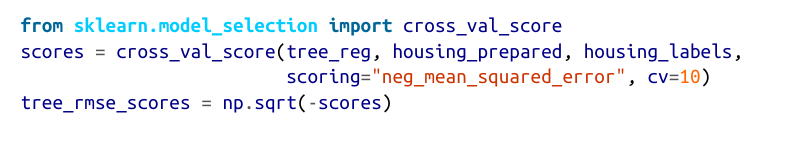 from sklearn.model_selection import cross_val_score
scores = cross_val_score(tree_reg, housing_prepared, housing_labels,
                         scoring="neg_mean_squared_error", cv=10)
tree_rmse_scores = np.sqrt(-scores)